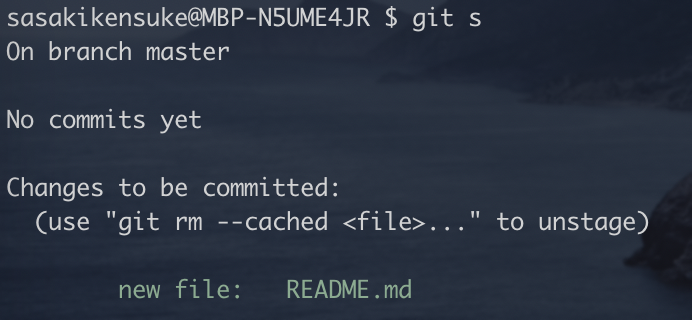 sasakikensuke@MBP-N5UME4JR $ git s
On branch master
No commits yet
Changes to be committed:
(use "git rm --cached <file>..." to unstage)
new file: README.md